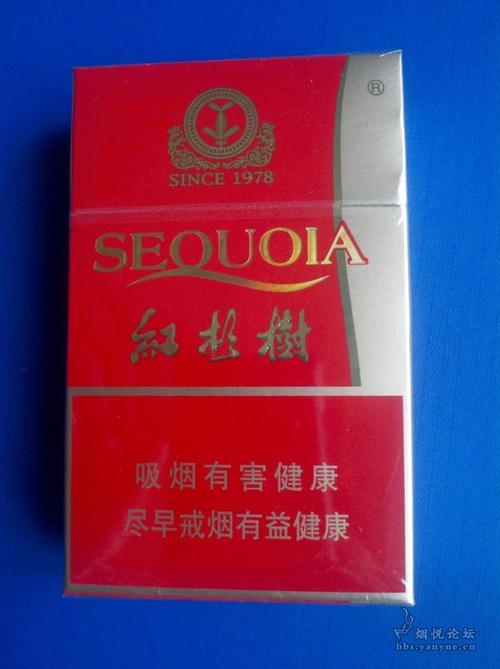 ®
SINCE 1978
SEQUOIA
紅杉樹
吸烟有害健康
尽早戒烟有益健康
烟悦论坛
bbs.yanyue.cn